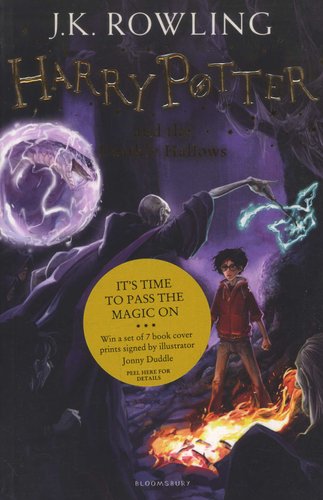 J.K. ROWLING
HARRY POTTER
and the
Deathly Hallows
IT'S TIME
TO PASS THE
MAGIC ON
Win a set of 7 book cover
prints signed by illustrator
Jonny Duddle
PEEL HERE FOR
DETAILS
BLOOMSBURY